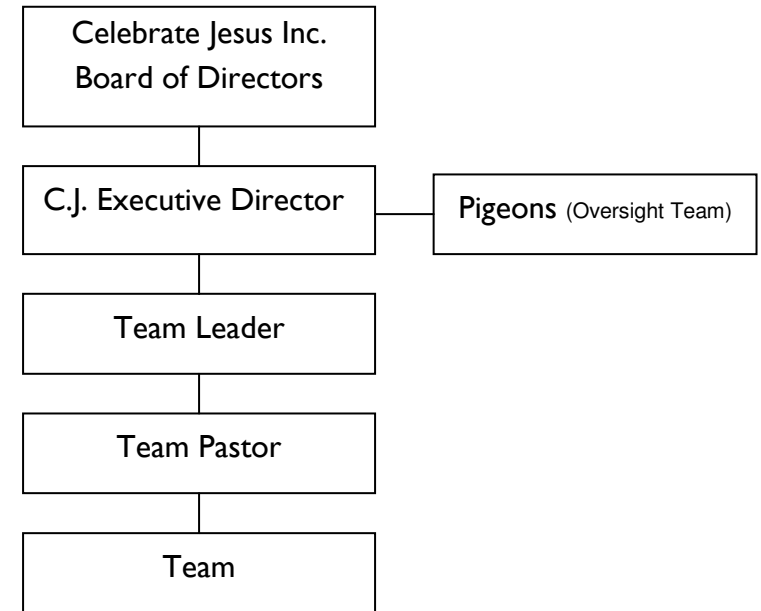 Celebrate Jesus Inc.
Board of Directors
C.J. Executive Director
Pigeons (Oversight Team)
Team Leader
Team Pastor
Team